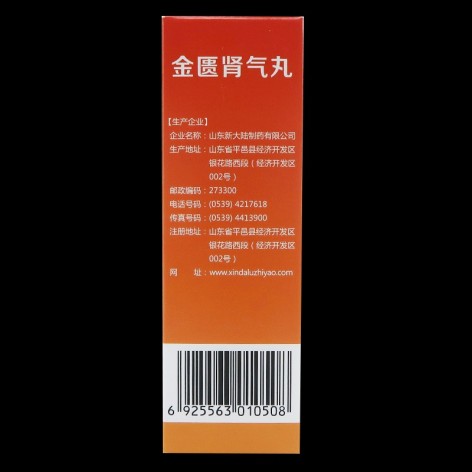 金匮肾气丸
【生产企业】
企业名称：山东新大陆制药有限公司
生产地址：山东省平邑县经济开发区
银花路西段（经济开发区
002号）
邮政编码：273300
电话号码：(0539) 4217618
传真号码：(0539) 4413900
注册地址：山东省平邑县经济开发区
银花路西段（经济开发区
002号）
网 址：www.xindaluzhiyao.com
6 925563 010508